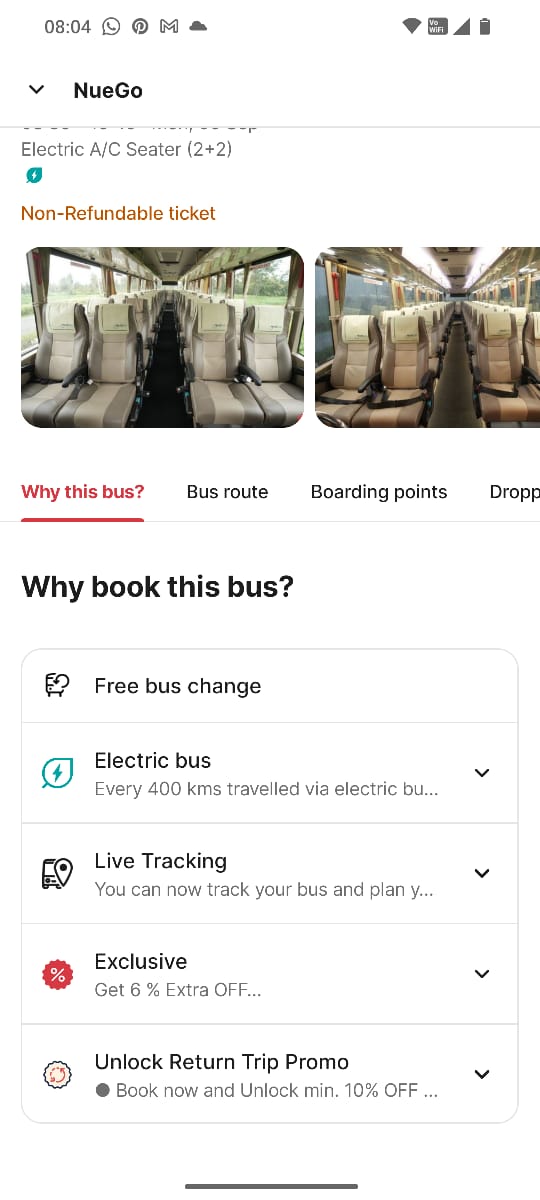 08:04
Vo
WiFi
NueGo
Electric A/C Seater (2+2)
Non-Refundable ticket
Why this bus?
Bus route
Boarding points
Dropp
Why book this bus?
Free bus change
Electric bus
Every 400 kms travelled via electric bu...
Live Tracking
You can now track your bus and plan y...
%
Exclusive
Get 6 % Extra OFF...
Unlock Return Trip Promo
● Book now and Unlock min. 10% OFF ...